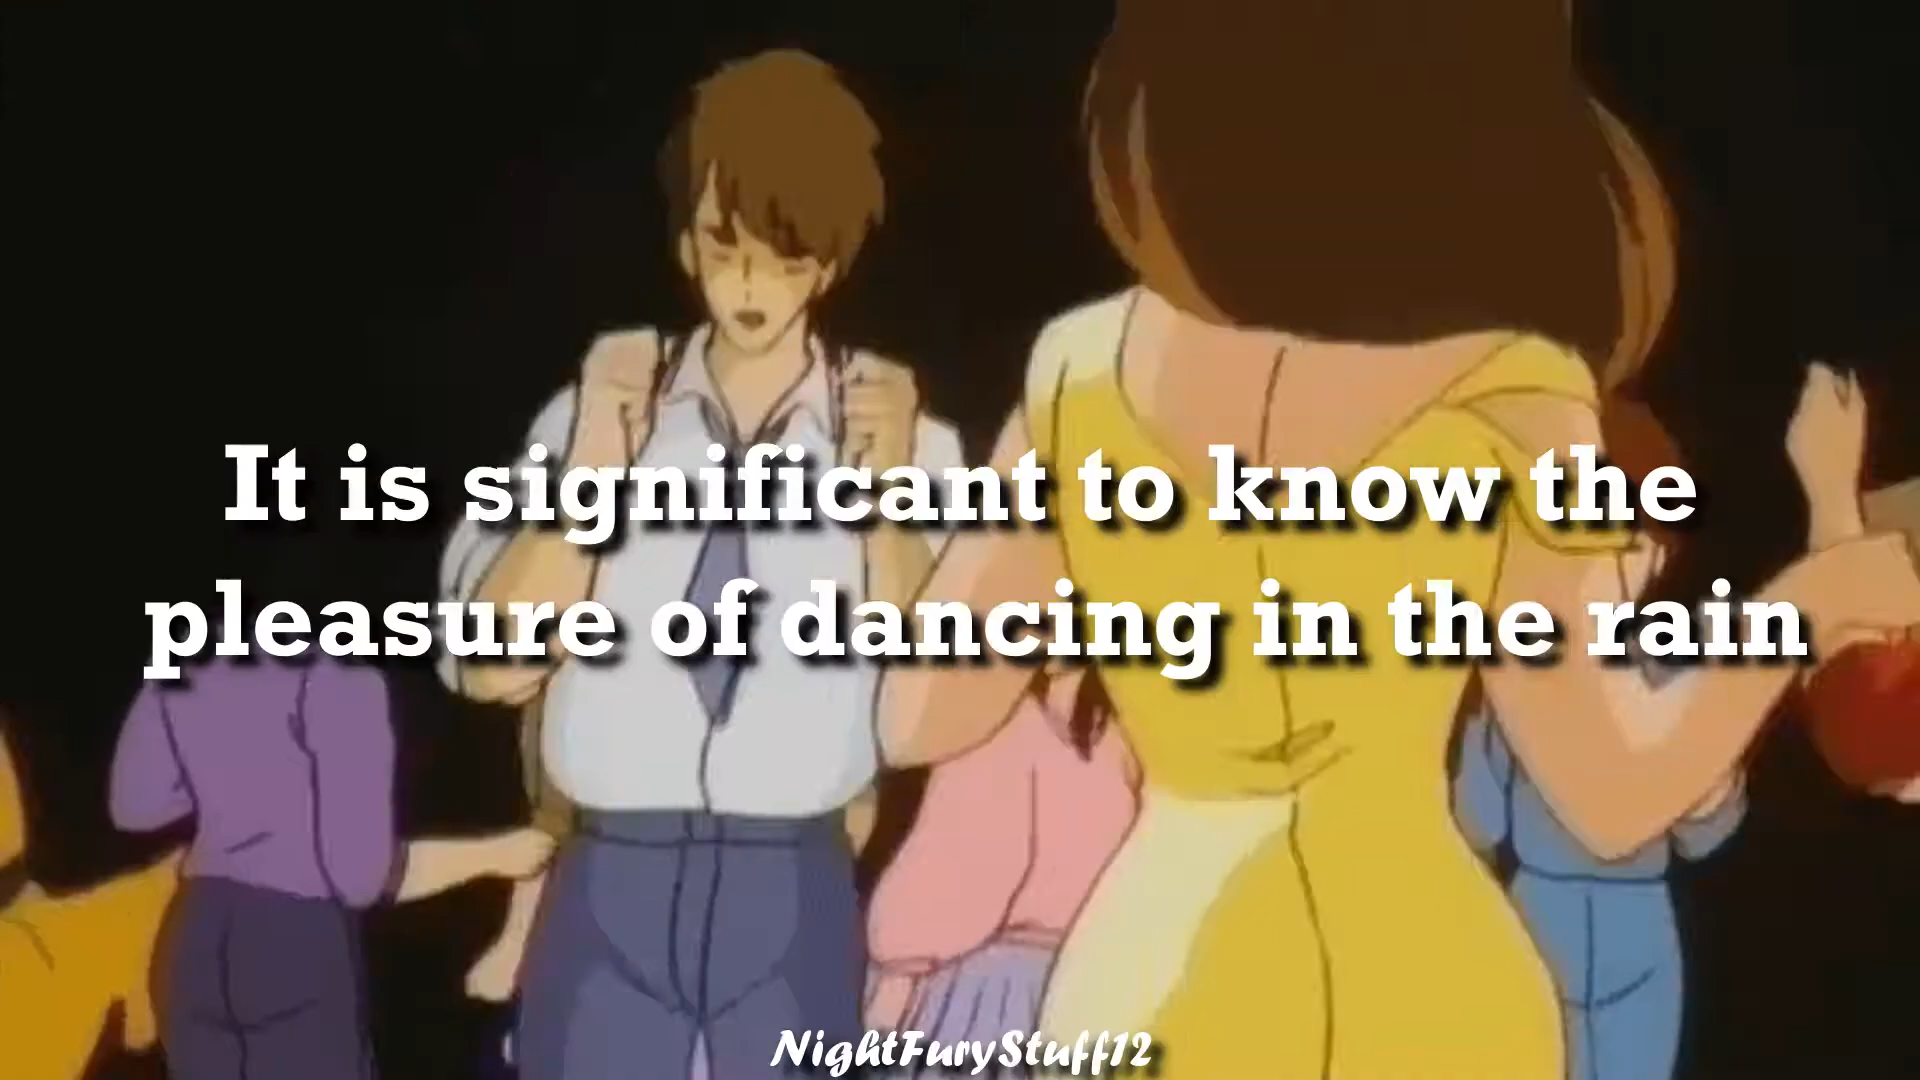 It is significant to know the
pleasure of dancing in the rain
NightFuryStuff12